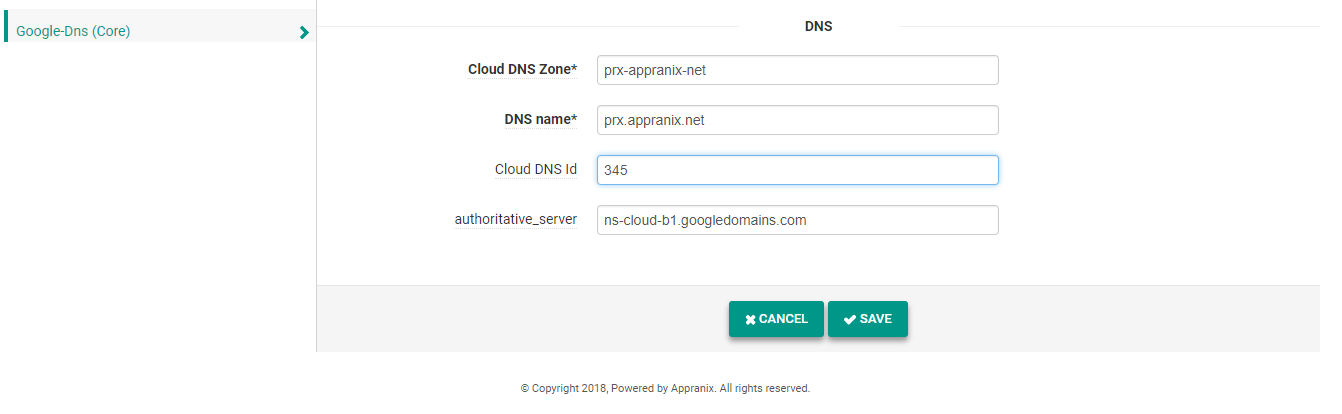 Google-Dns (Core)
DNS
Cloud DNS Zone* prx-appranix-net
DNS name* prx.appranix.net
Cloud DNS Id 345
authoritative_server ns-cloud-b1.googledomains.com
CANCEL SAVE
© Copyright 2018, Powered by Appranix. All rights reserved.